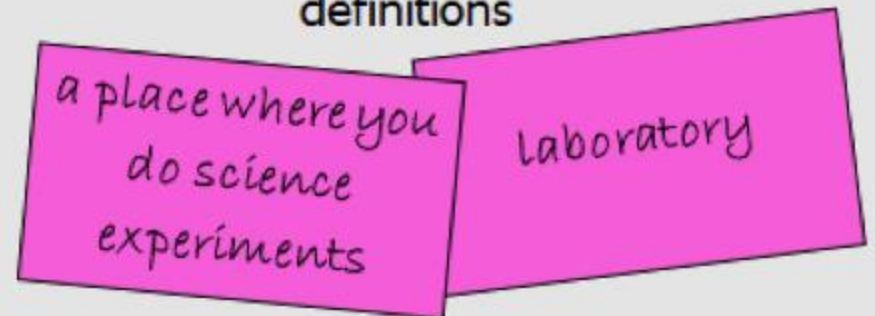 definitions
a place where you
do science
experiments
laboratory